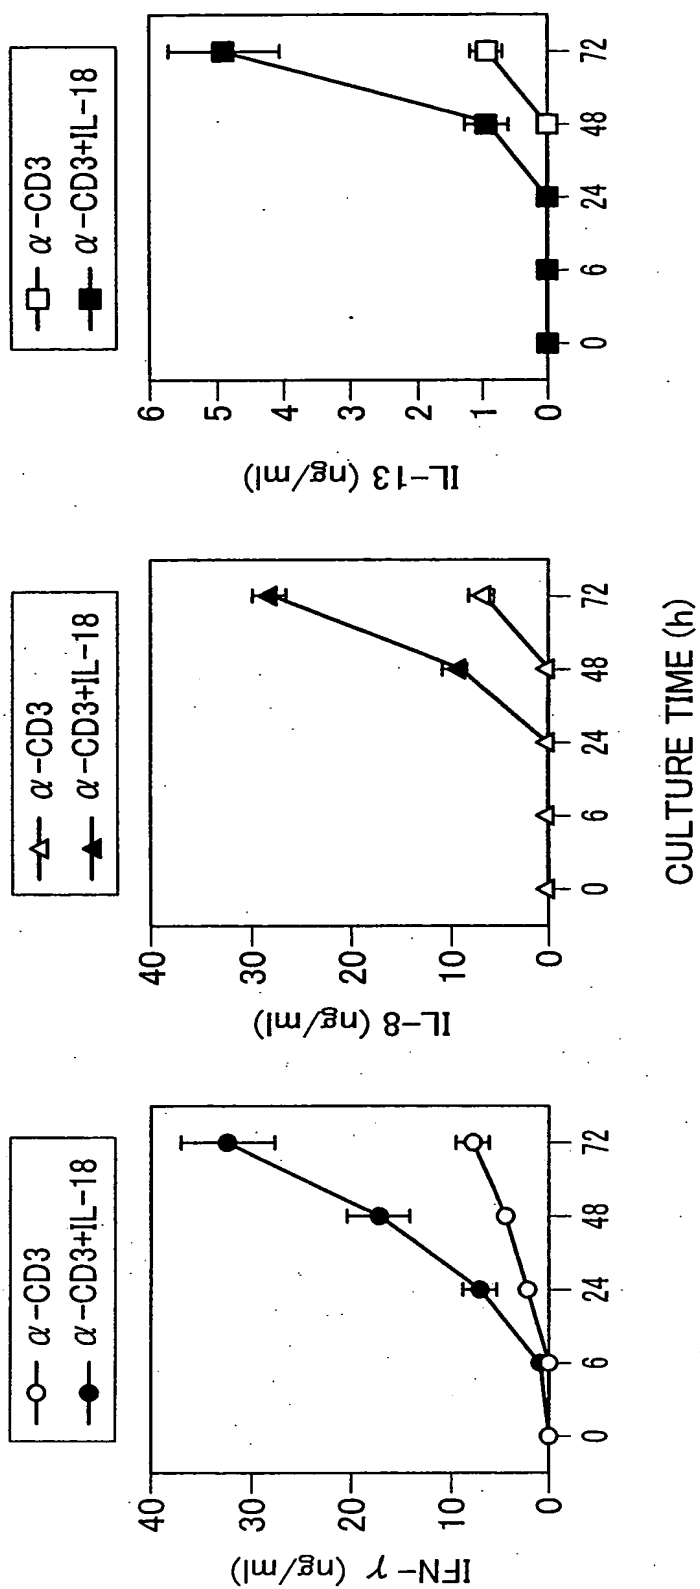 α-CD3
α-CD3+IL-18
IFN-γ (ng/ml)
40
30
20
10
0
0 6 24 48 72
α-CD3
α-CD3+IL-18
IL-8 (ng/ml)
40
30
20
10
0
0 6 24 48 72
α-CD3
α-CD3+IL-18
IL-13 (ng/ml)
6
5
4
3
2
1
0
0 6 24 48 72
CULTURE TIME (h)